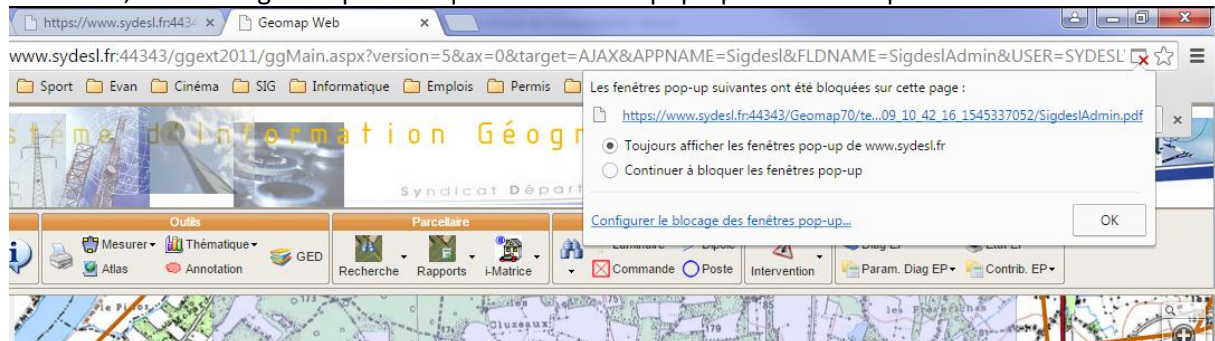 https://www.sydesl.fr:4434
Geomap Web
www.sydesl.fr:44343/ggext2011/ggMain.aspx?version=5&ax=0&target=AJAX&APPNAME=Sigdesl&FLDNAME=SigdeslAdmin&USER=SYDESL
Sport Evan Cinéma SIG Informatique Emplois Permis
Les fenêtres pop-up suivantes ont été bloquées sur cette page :
https://www.sydesl.fr:44343/Geomap70/te...09_10_42_16_1545337052/SigdeslAdmin.pdf
Toujours afficher les fenêtres pop-up de www.sydesl.fr
Continuer à bloquer les fenêtres pop-up
Configurer le blocage des fenêtres pop-up...
OK
stème d'Information Géogr
Syndicat Départ
Outils Parcellaire
Mesurer Thématique GED
Atlas Annotation
Recherche Rapports i-Matrice
Commande Poste Intervention Param. Diag EP Contrib. EP
Cluzeaux
179